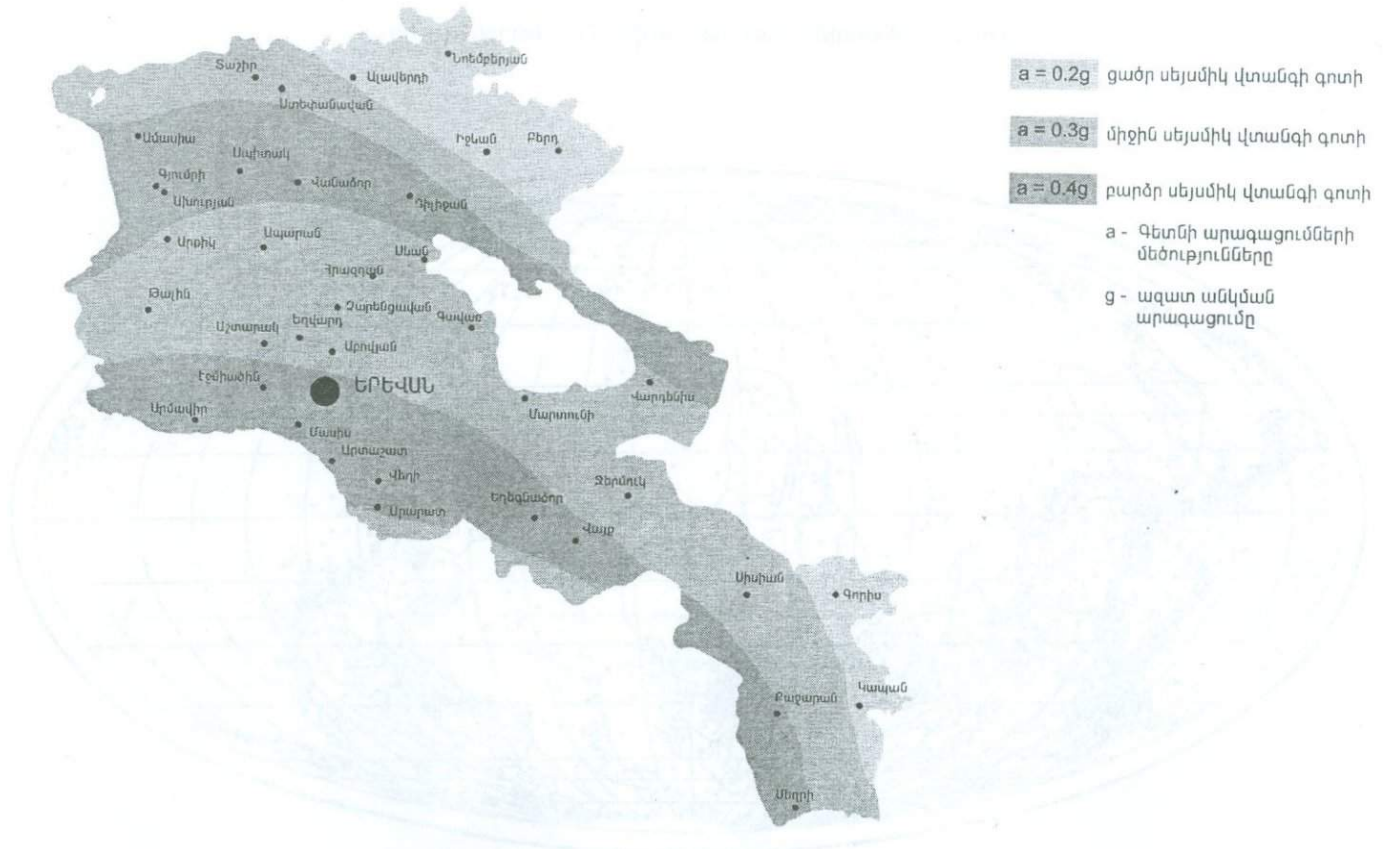 Նոեմբերյան
Տաշիր
Ալավերդի
Ստեփանավան
Ամասիա
Իջևան
Բերդ
Սպիտակ
Գյումրի
Վանաձոր
Ախուրյան
Դիլիջան
Արթիկ
Ապարան
Սևան
Հրազդան
Թալին
Չարենցավան
Գավառ
Աշտարակ
Եղվարդ
Աբովյան
Էջմիածին
ԵՐԵՎԱՆ
Վարդենիս
Արմավիր
Մարտունի
Մասիս
Արտաշատ
Վեդի
Ջերմուկ
Արարատ
Եղեգնաձոր
Վայք
Սիսիան
Գորիս
Քաջարան
Կապան
Մեղրի
a = 0.2g ցածր սեյսմիկ վտանգի գոտի
a = 0.3g միջին սեյսմիկ վտանգի գոտի
a = 0.4g բարձր սեյսմիկ վտանգի գոտի
a - Գետնի արագացումների
մեծությունները
g - ազատ անկման
արագացումը